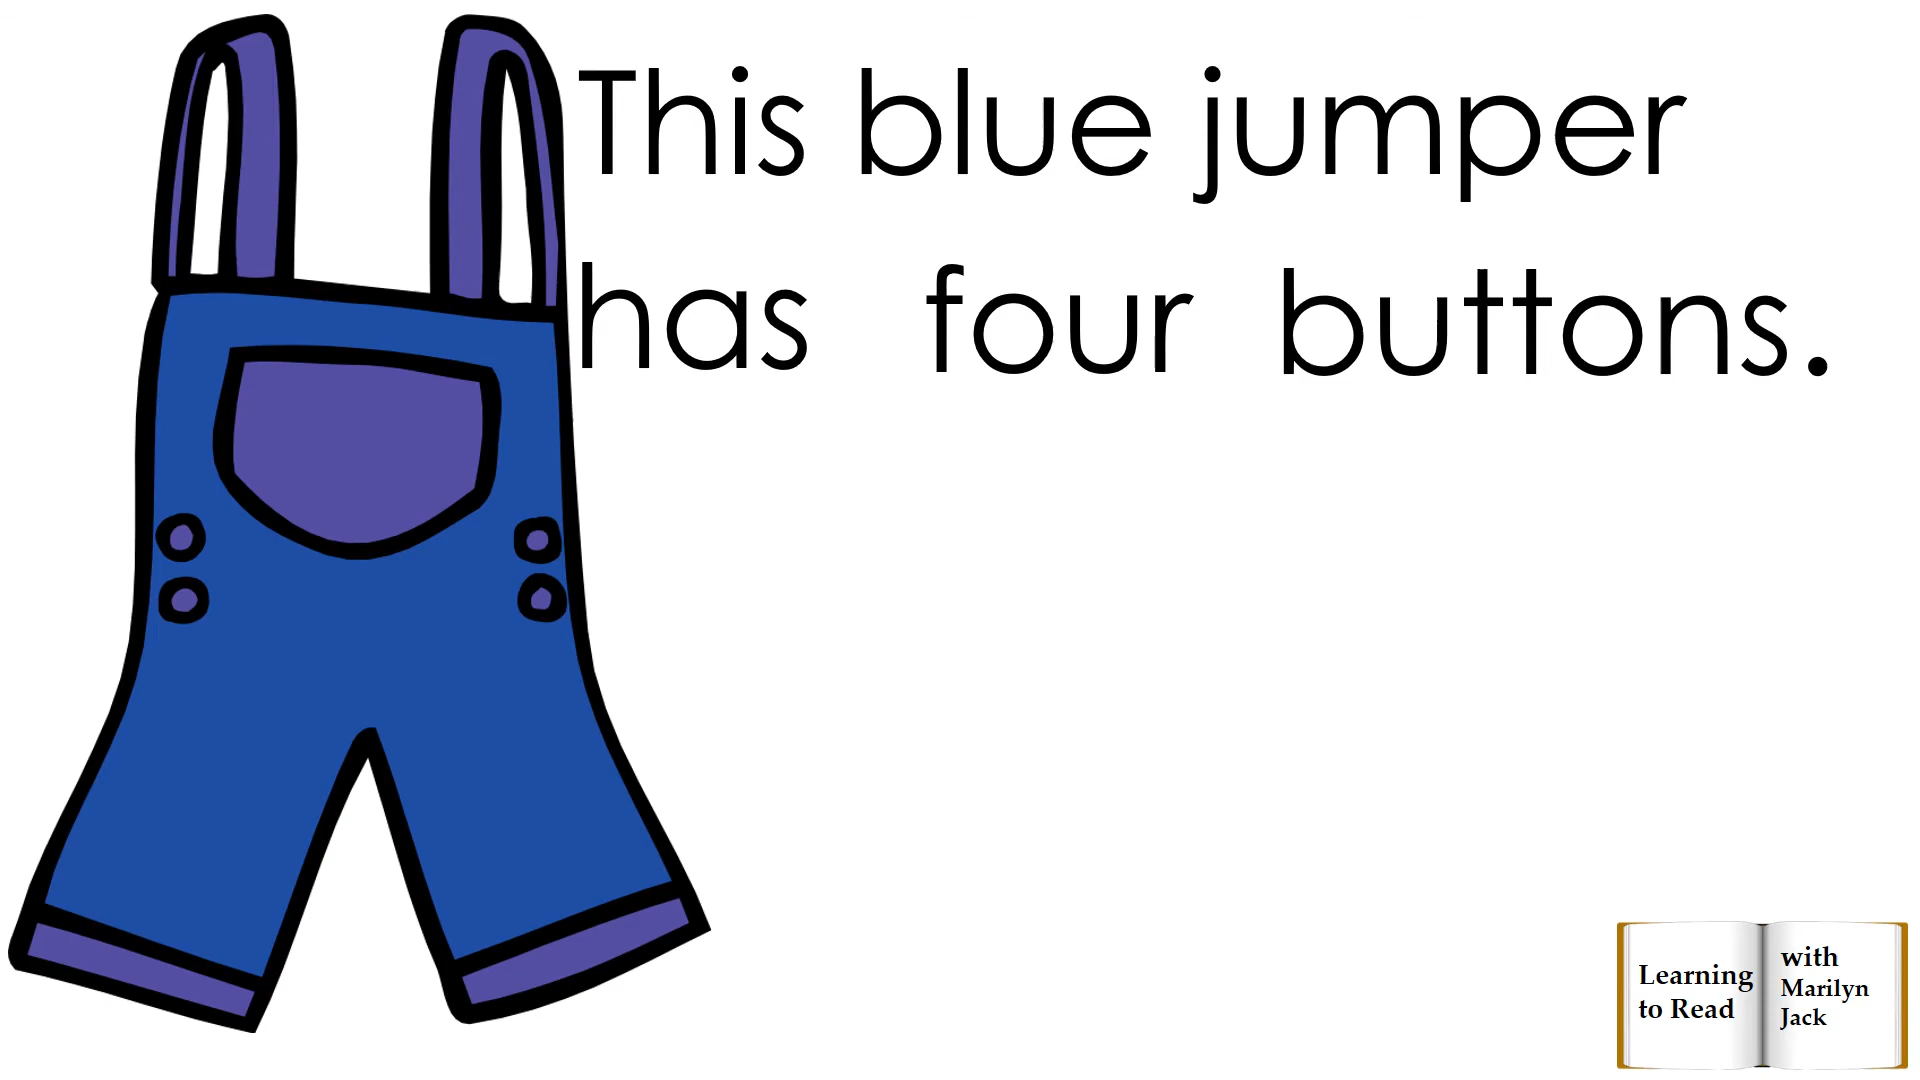 This blue jumper
has four buttons.
Learning
to Read
with
Marilyn
Jack